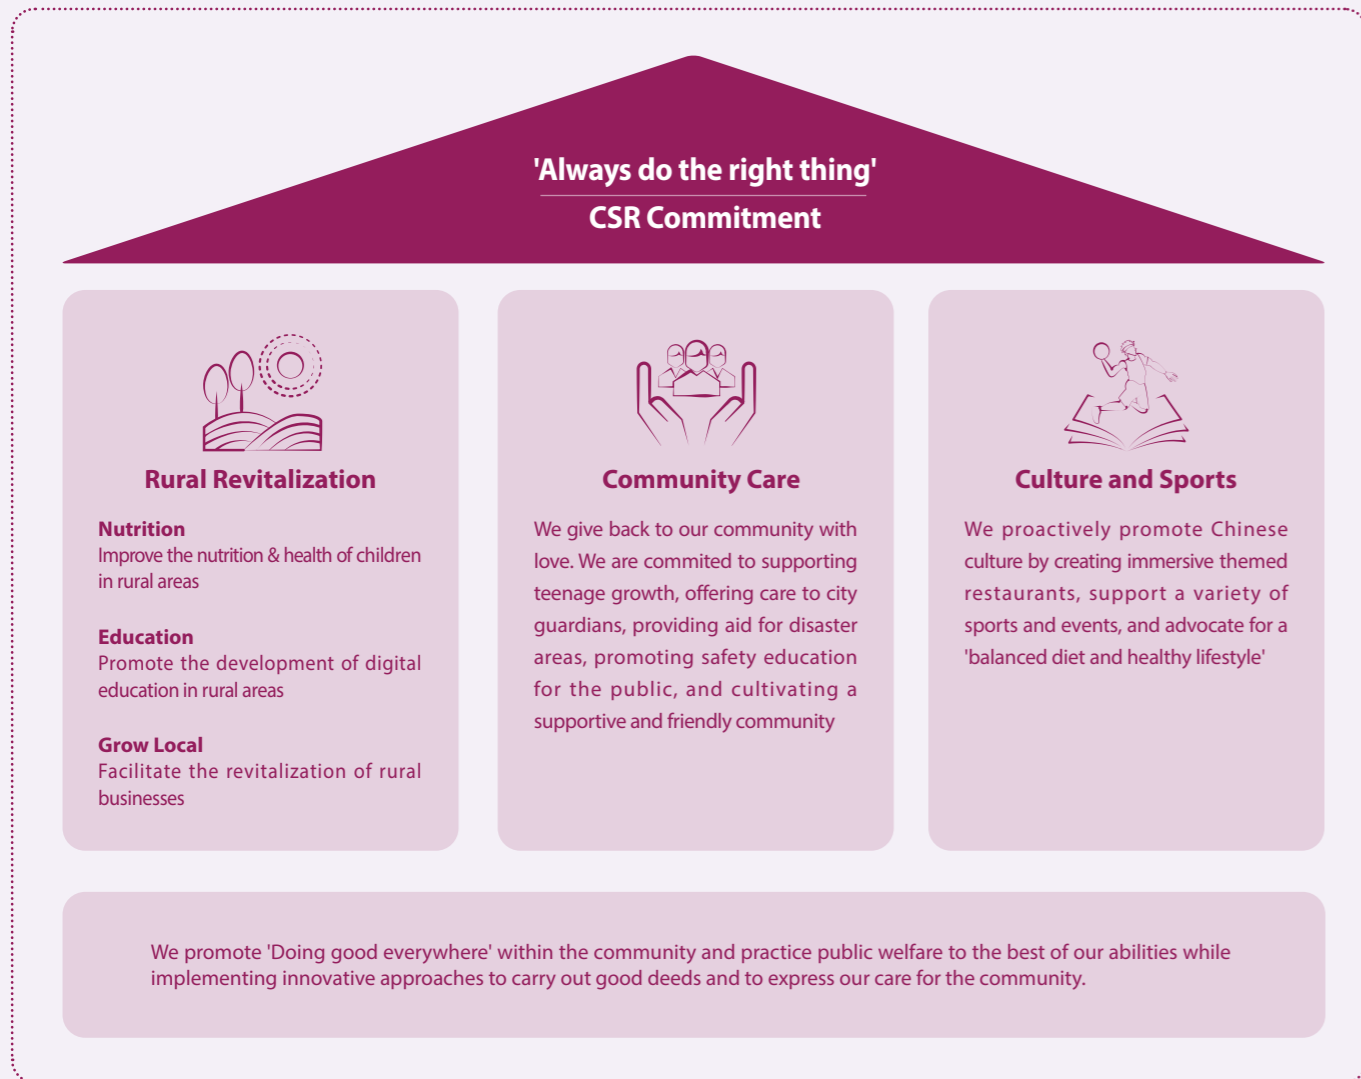 'Always do the right thing'
CSR Commitment
Rural Revitalization
Nutrition
Improve the nutrition & health of children
in rural areas
Education
Promote the development of digital
education in rural areas
Grow Local
Facilitate the revitalization of rural
businesses
Community Care
We give back to our community with
love. We are commited to supporting
teenage growth, offering care to city
guardians, providing aid for disaster
areas, promoting safety education
for the public, and cultivating a
supportive and friendly community
Culture and Sports
We proactively promote Chinese
culture by creating immersive themed
restaurants, support a variety of
sports and events, and advocate for a
'balanced diet and healthy lifestyle'
We promote 'Doing good everywhere' within the community and practice public welfare to the best of our abilities while
implementing innovative approaches to carry out good deeds and to express our care for the community.